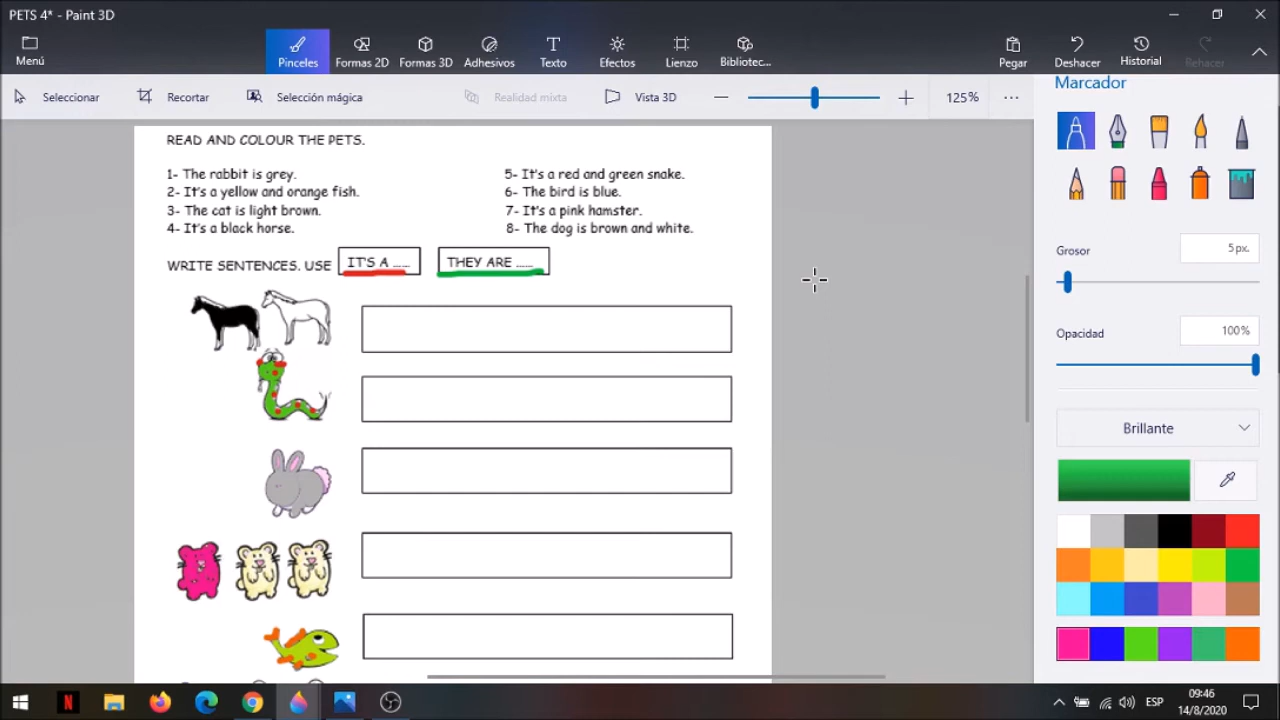 PETS 4* - Paint 3D
Menú
Pinceles
Formas 2D
Formas 3D
Adhesivos
Texto
Efectos
Lienzo
Bibliotec...
Pegar
Deshacer
Historial
Rehacer
Seleccionar
Recortar
Selección mágica
Realidad mixta
Vista 3D
125%
Marcador
READ AND COLOUR THE PETS.
1- The rabbit is grey.
2- It's a yellow and orange fish.
3- The cat is light brown.
4- It's a black horse.
5- It's a red and green snake.
6- The bird is blue.
7- It's a pink hamster.
8- The dog is brown and white.
WRITE SENTENCES. USE IT'S A ...... THEY ARE ......
Grosor
5 px.
Opacidad
100%
Brillante
ESP
09:46
14/8/2020